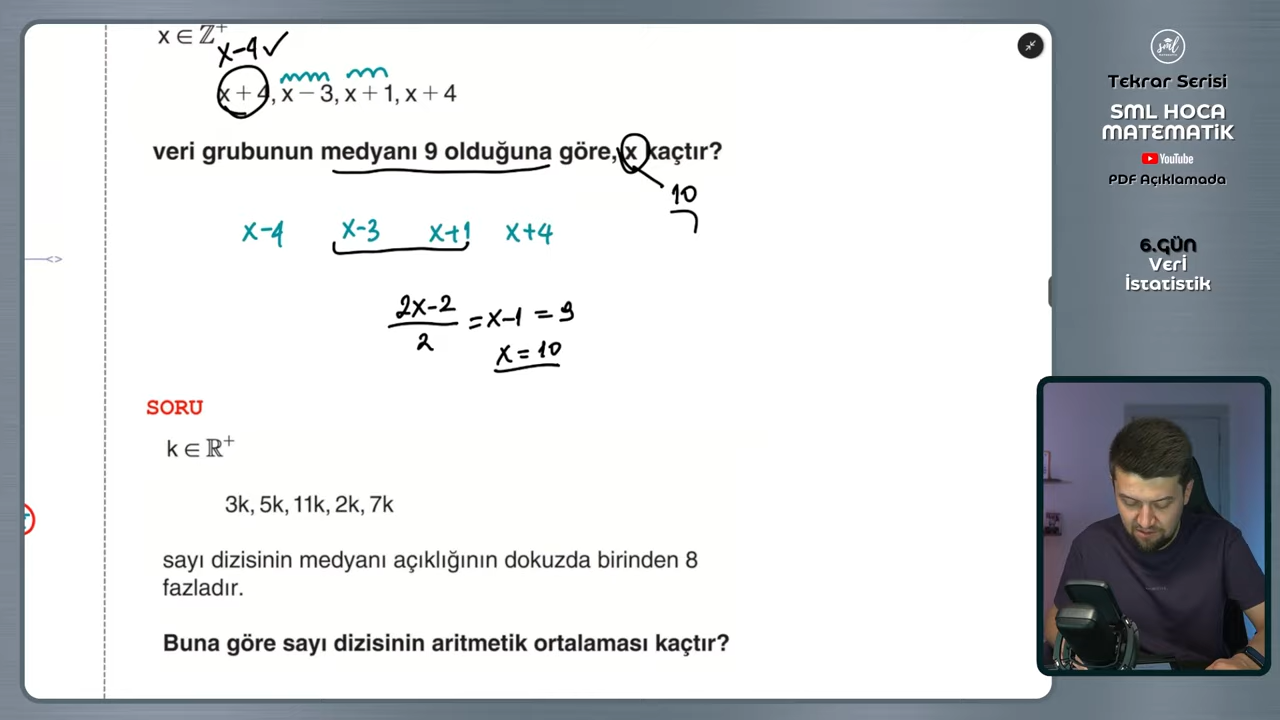 x ∈ ℤ⁺
x-4 ✓
x + 4, x − 3, x + 1, x + 4
veri grubunun medyanı 9 olduğuna göre, x kaçtır?
10
x-4 x-3 x+1 x+4
2x-2
2
= x-1 = 9
x = 10
SORU
k ∈ ℝ⁺
3k, 5k, 11k, 2k, 7k
sayı dizisinin medyanı açıklığının dokuzda birinden 8
fazladır.
Buna göre sayı dizisinin aritmetik ortalaması kaçtır?
sml
Tekrar Serisi
SML HOCA
MATEMATİK
YouTube
PDF Açıklamada
6.GÜN
Veri
İstatistik